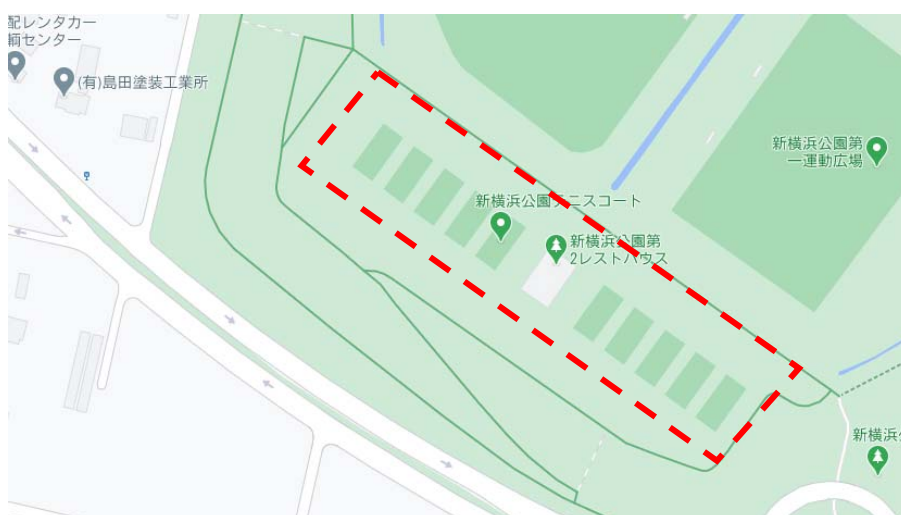 配レンタカー
両センター
(有)島田塗装工業所
新横浜公園第
一運動広場
新横浜公園テニスコート
新横浜公園第
2レストハウス
新横浜公